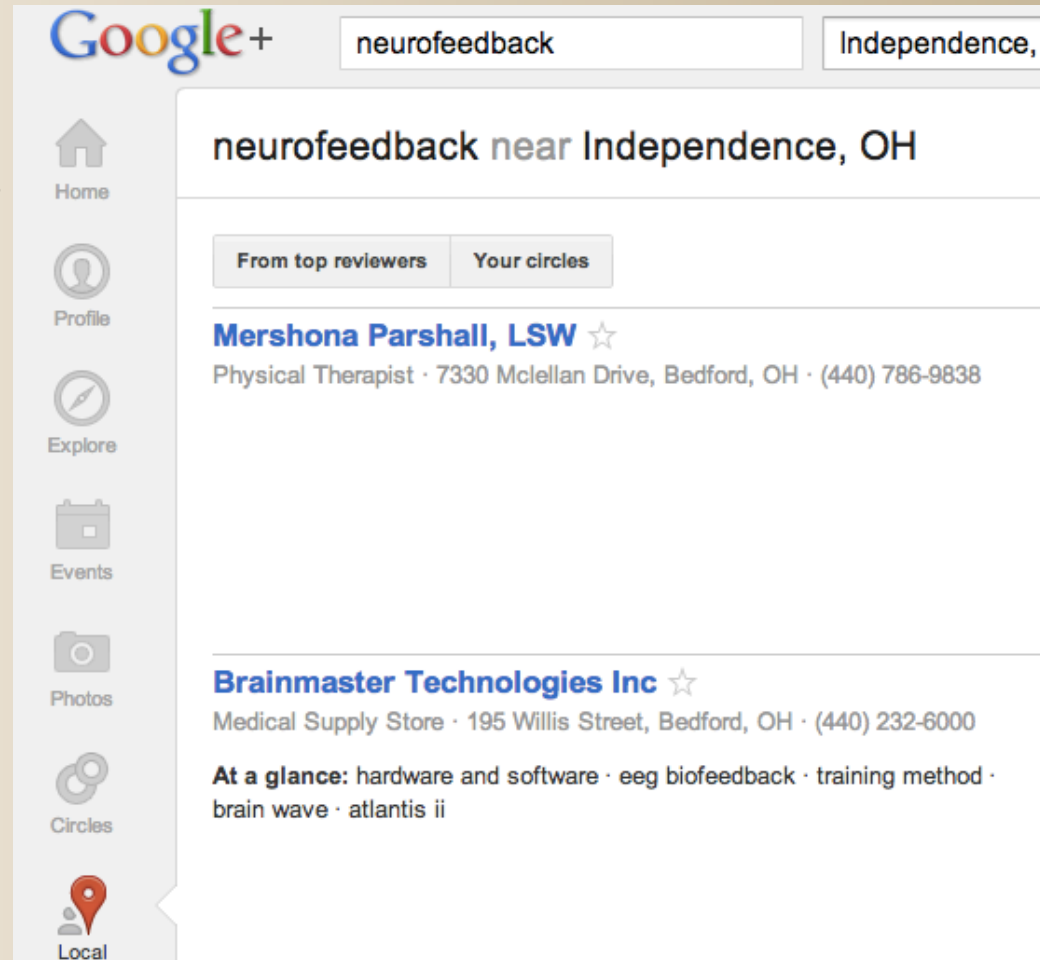 Google+
neurofeedback
Independence,
Home
neurofeedback near Independence, OH
Profile
From top reviewers
Your circles
Mershona Parshall, LSW
Physical Therapist · 7330 Mclellan Drive, Bedford, OH · (440) 786-9838
Explore
Events
Photos
Brainmaster Technologies Inc
Medical Supply Store · 195 Willis Street, Bedford, OH · (440) 232-6000
At a glance: hardware and software · eeg biofeedback · training method ·
brain wave · atlantis ii
Circles
Local